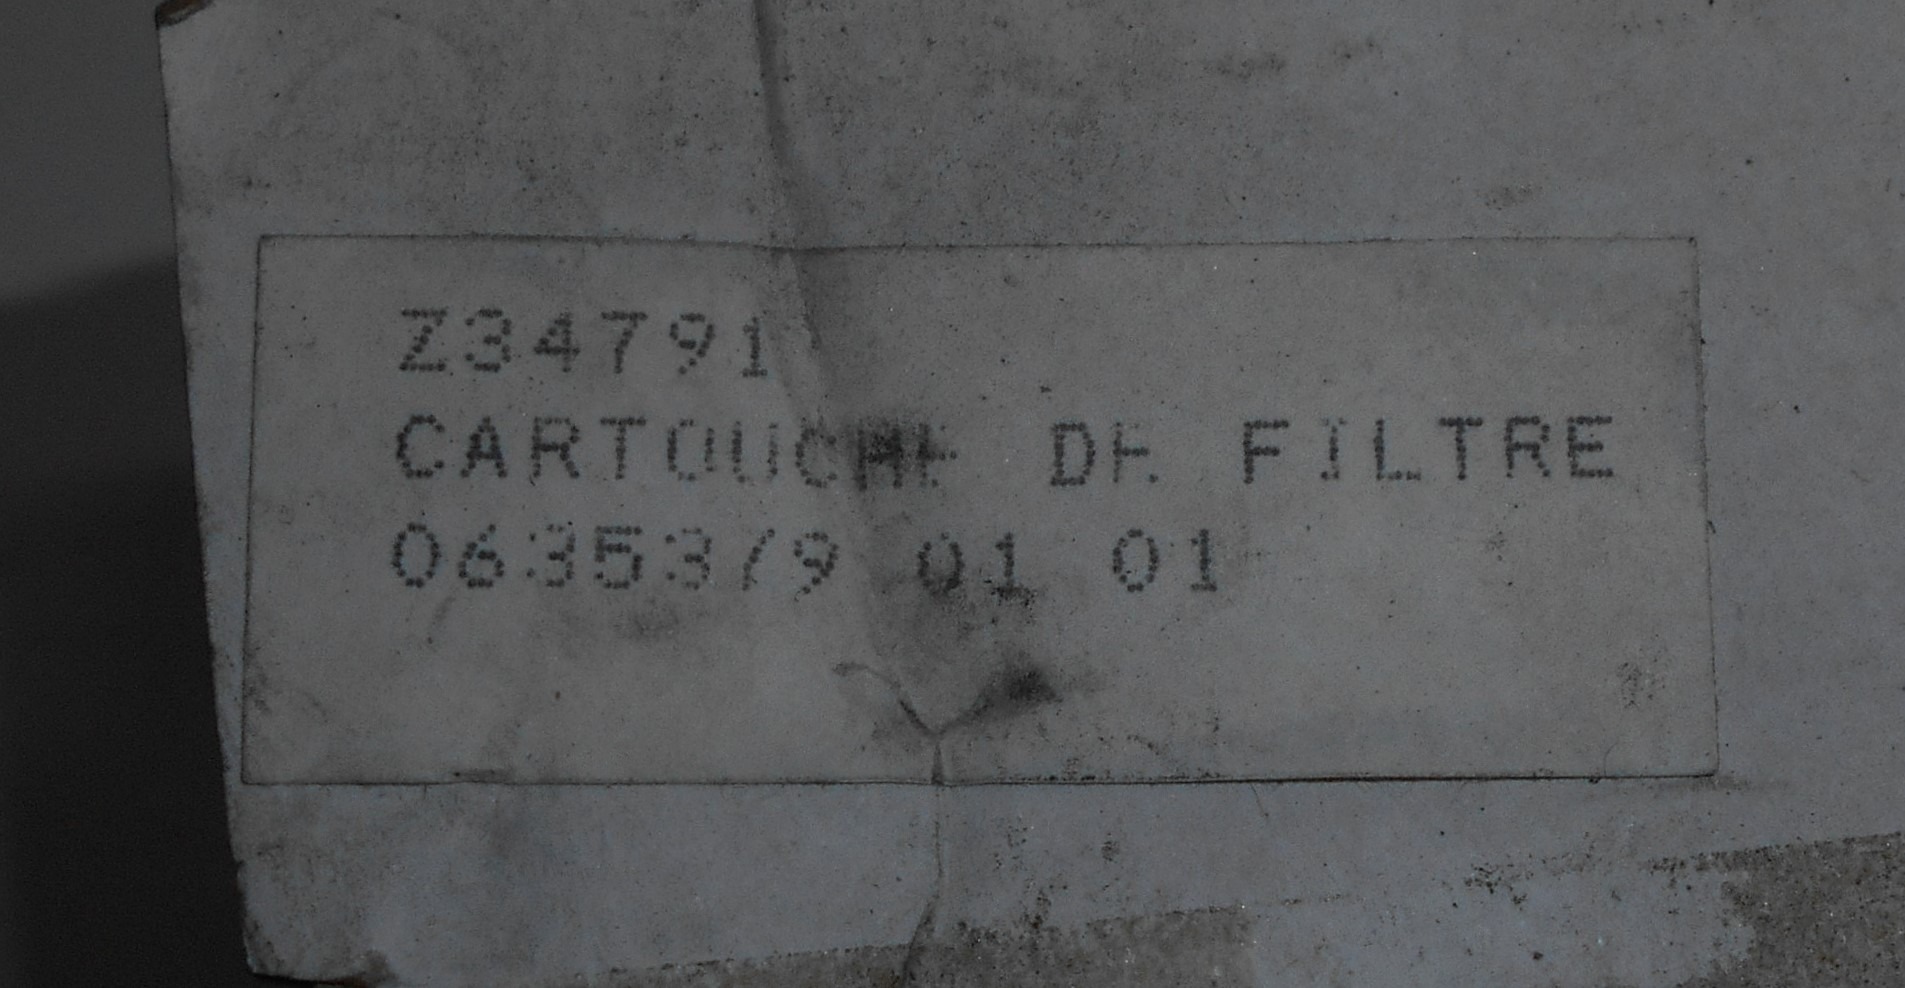 Z34791
CARTOUCHE DE FILTRE
06353/9 01 01